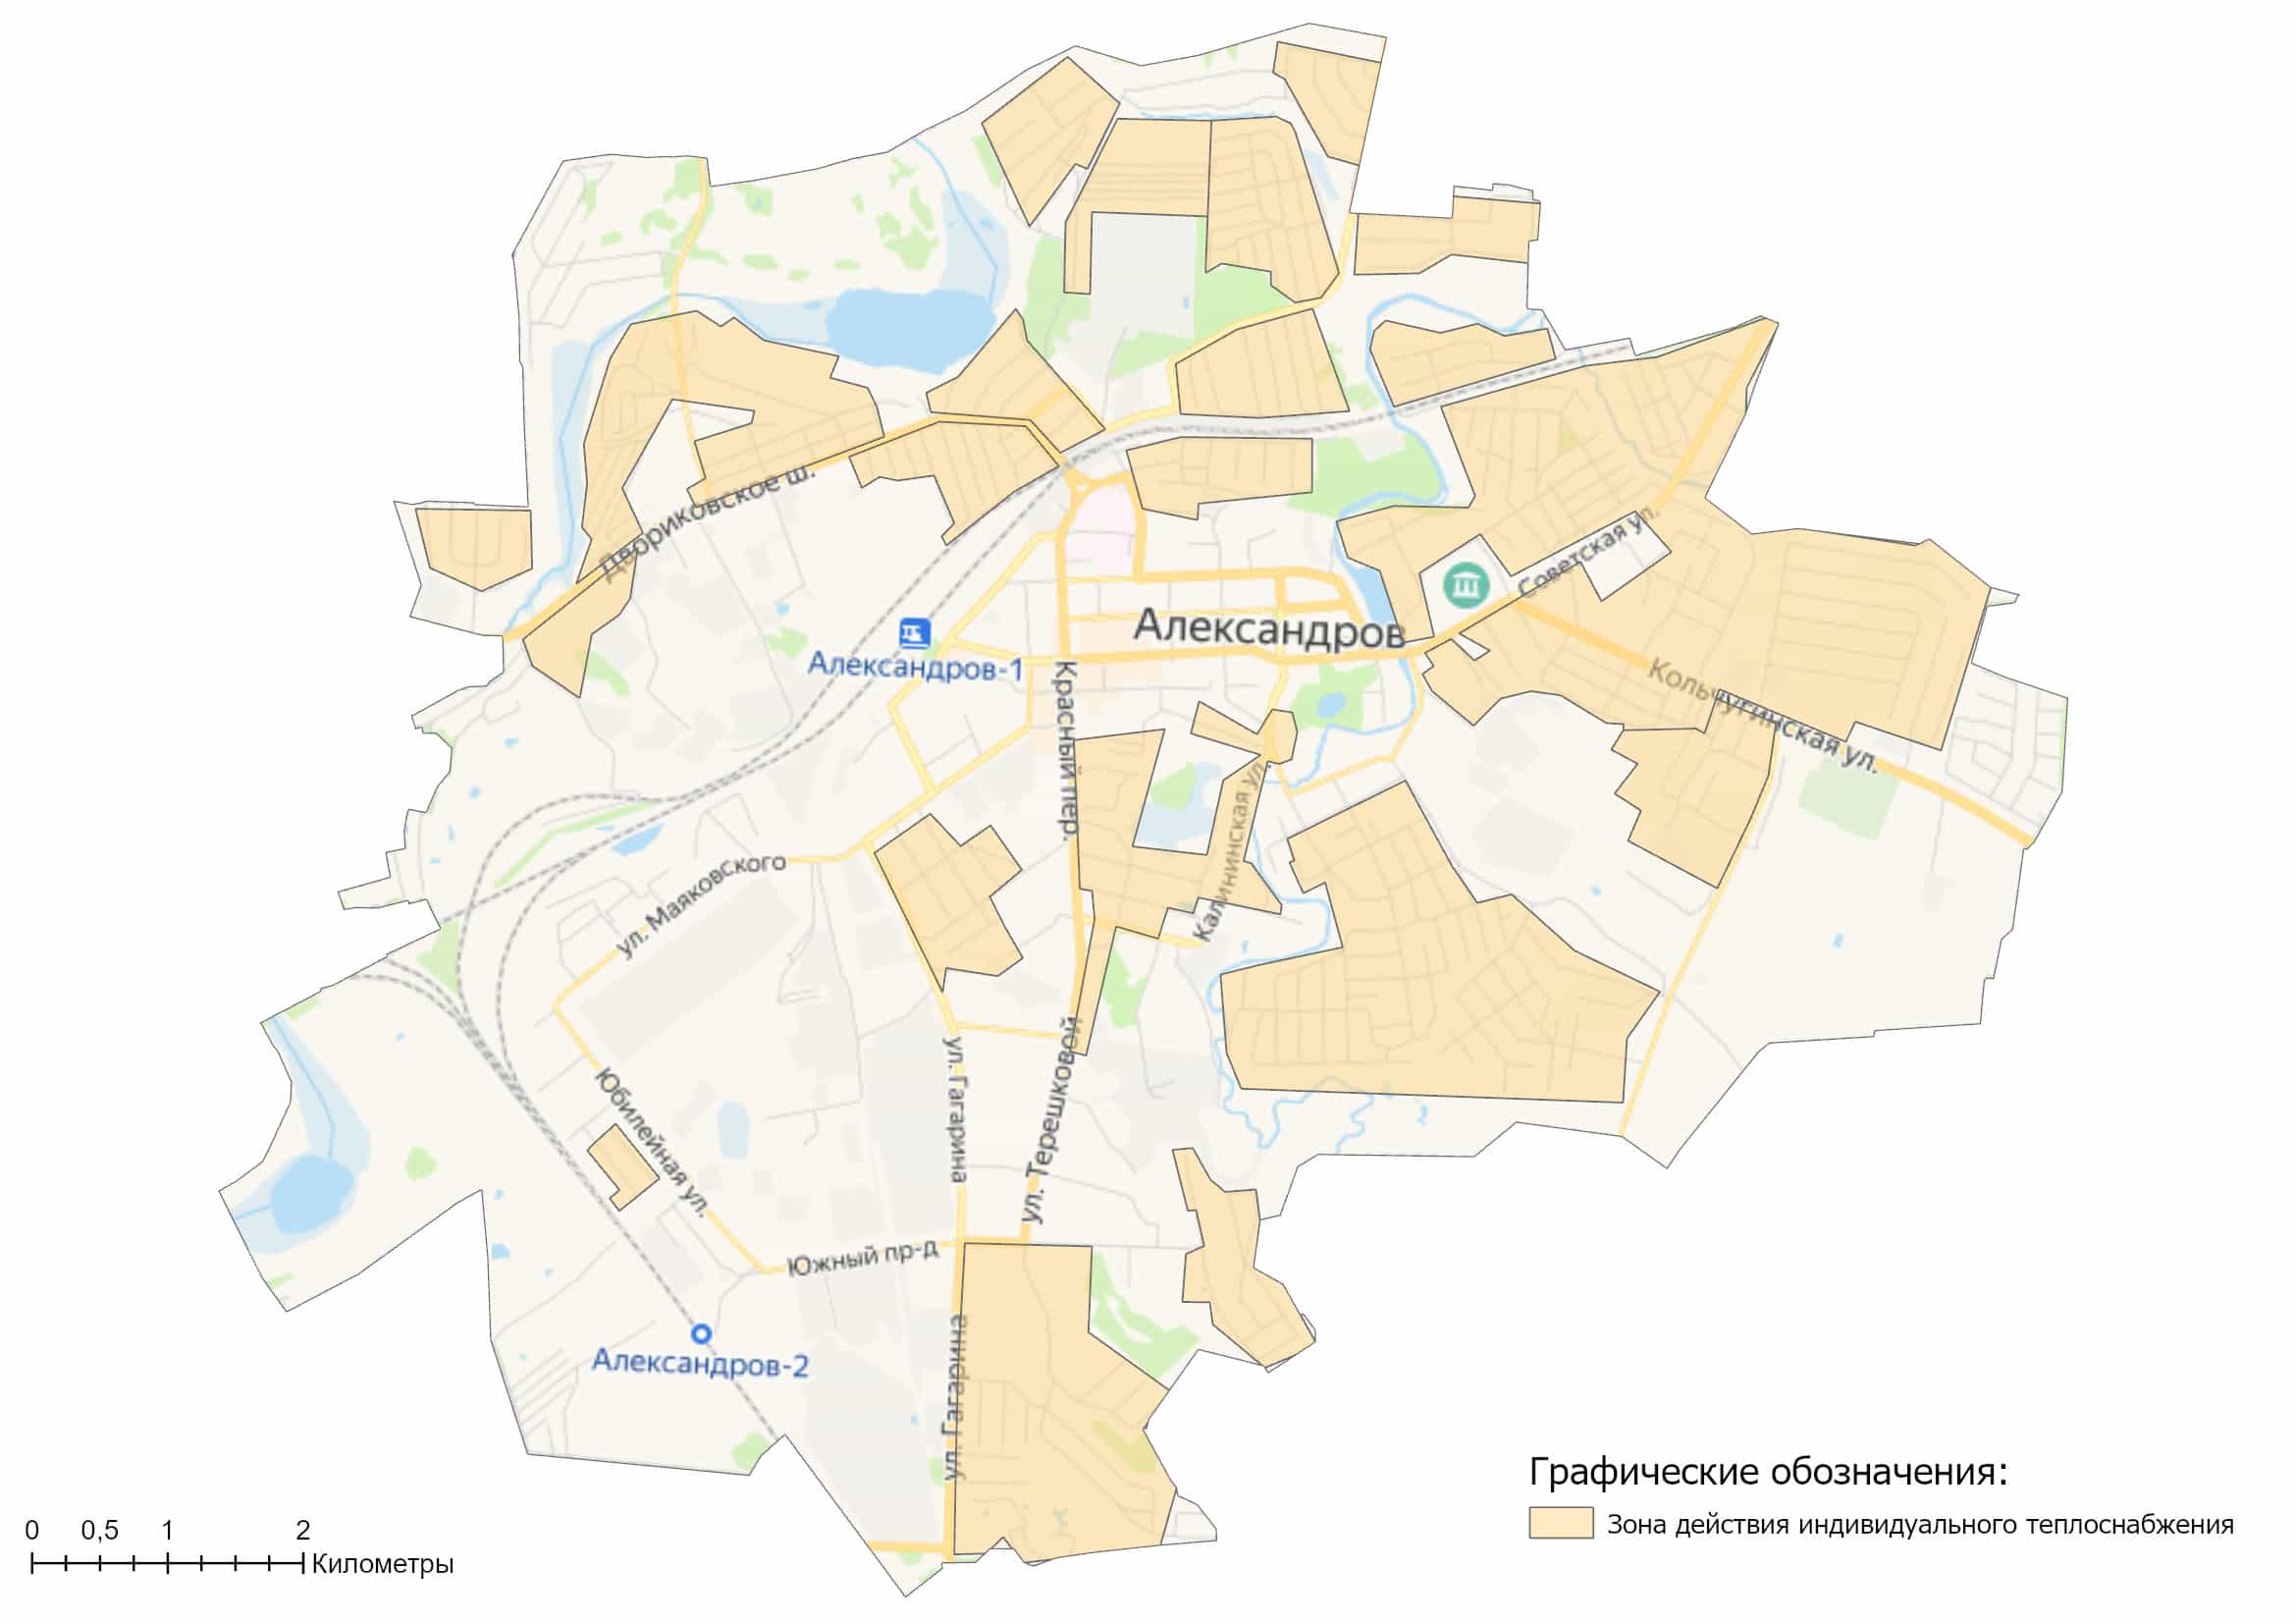 Двориковское ш.
Советская ул.
Александров
Александров-1
Кольчугинская ул.
Красный пер.
Калининская ул.
ул. Маяковского
ул. Гагарина
ул. Терешковой
Юбилейная ул.
Южный пр-д
ул. Гагарина
Александров-2
Графические обозначения:
Зона действия индивидуального теплоснабжения
0 0,5 1 2
Километры